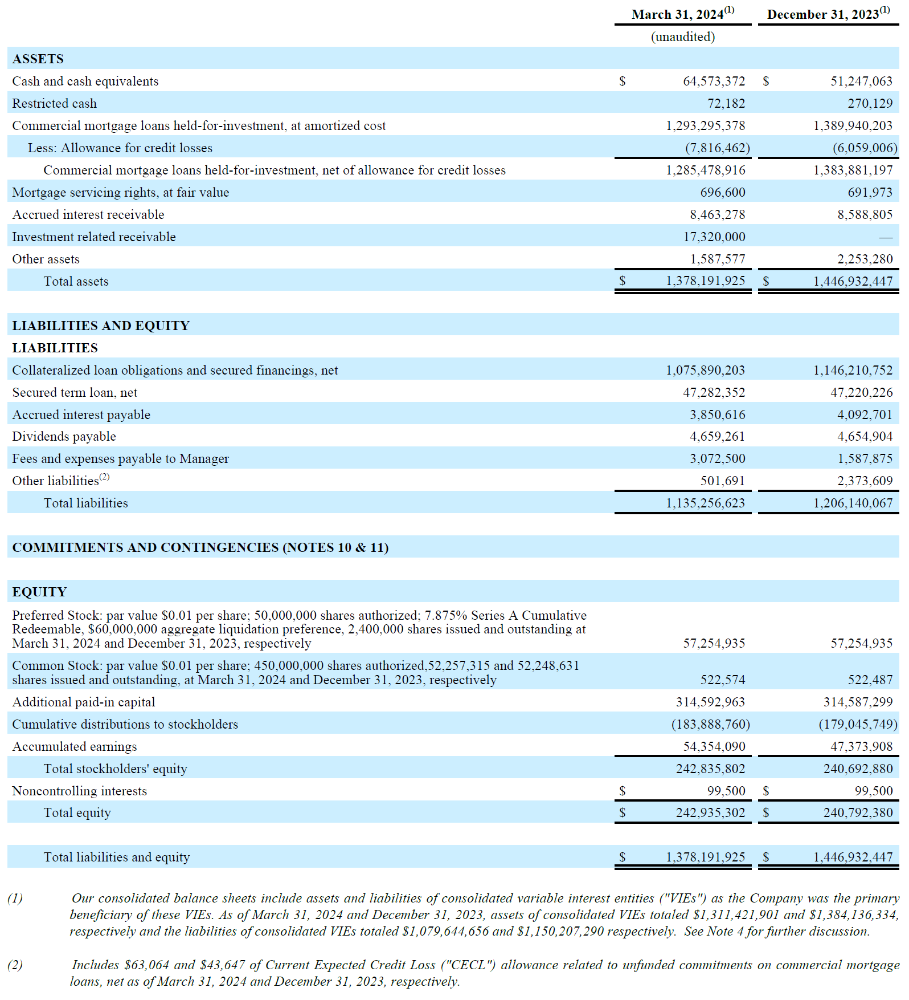 March 31, 2024(1) December 31, 2023(1)
(unaudited)
ASSETS
Cash and cash equivalents $ 64,573,372 $ 51,247,063
Restricted cash 72,182 270,129
Commercial mortgage loans held-for-investment, at amortized cost 1,293,295,378 1,389,940,203
Less: Allowance for credit losses (7,816,462) (6,059,006)
Commercial mortgage loans held-for-investment, net of allowance for credit losses 1,285,478,916 1,383,881,197
Mortgage servicing rights, at fair value 696,600 691,973
Accrued interest receivable 8,463,278 8,588,805
Investment related receivable 17,320,000 —
Other assets 1,587,577 2,253,280
Total assets $ 1,378,191,925 $ 1,446,932,447
LIABILITIES AND EQUITY
LIABILITIES
Collateralized loan obligations and secured financings, net 1,075,890,203 1,146,210,752
Secured term loan, net 47,282,352 47,220,226
Accrued interest payable 3,850,616 4,092,701
Dividends payable 4,659,261 4,654,904
Fees and expenses payable to Manager 3,072,500 1,587,875
Other liabilities(2) 501,691 2,373,609
Total liabilities 1,135,256,623 1,206,140,067
COMMITMENTS AND CONTINGENCIES (NOTES 10 & 11)
EQUITY
Preferred Stock: par value $0.01 per share; 50,000,000 shares authorized; 7.875% Series A Cumulative
Redeemable, $60,000,000 aggregate liquidation preference, 2,400,000 shares issued and outstanding at
March 31, 2024 and December 31, 2023, respectively 57,254,935 57,254,935
Common Stock: par value $0.01 per share; 450,000,000 shares authorized,52,257,315 and 52,248,631
shares issued and outstanding, at March 31, 2024 and December 31, 2023, respectively 522,574 522,487
Additional paid-in capital 314,592,963 314,587,299
Cumulative distributions to stockholders (183,888,760) (179,045,749)
Accumulated earnings 54,354,090 47,373,908
Total stockholders' equity 242,835,802 240,692,880
Noncontrolling interests $ 99,500 $ 99,500
Total equity $ 242,935,302 $ 240,792,380
Total liabilities and equity $ 1,378,191,925 $ 1,446,932,447
(1) Our consolidated balance sheets include assets and liabilities of consolidated variable interest entities ("VIEs") as the Company was the primary
beneficiary of these VIEs. As of March 31, 2024 and December 31, 2023, assets of consolidated VIEs totaled $1,311,421,901 and $1,384,136,334,
respectively and the liabilities of consolidated VIEs totaled $1,079,644,656 and $1,150,207,290 respectively. See Note 4 for further discussion.
(2) Includes $63,064 and $43,647 of Current Expected Credit Loss ("CECL") allowance related to unfunded commitments on commercial mortgage
loans, net as of March 31, 2024 and December 31, 2023, respectively.